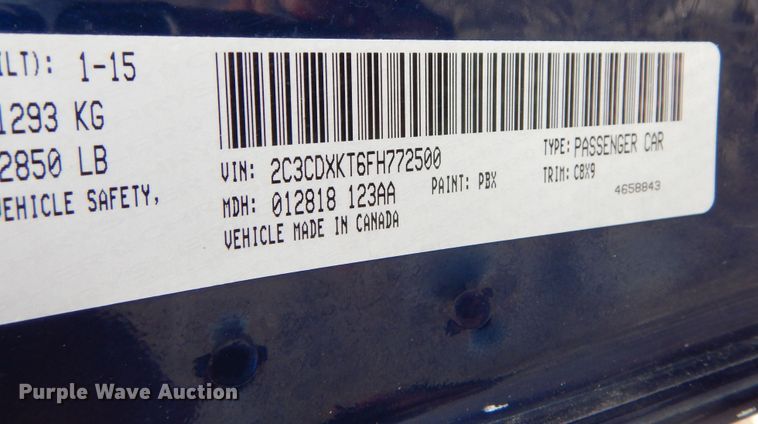 ILT): 1-15
1293 KG
2850 LB
VEHICLE SAFETY,
VIN: 2C3CDXKT6FH772500
TYPE: PASSENGER CAR
MDH: 012818 123AA
PAINT: PBX
TRIM: CBX9
VEHICLE MADE IN CANADA
4658843
Purple Wave Auction